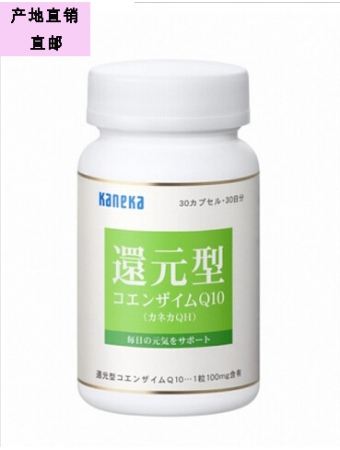 产地直销
直邮
Kaneka
30カプセル・30日分
還元型
コエンザイムQ10
(カネカQH)
毎日の元気をサポート
還元型コエンザイムQ10…1粒100mg含有